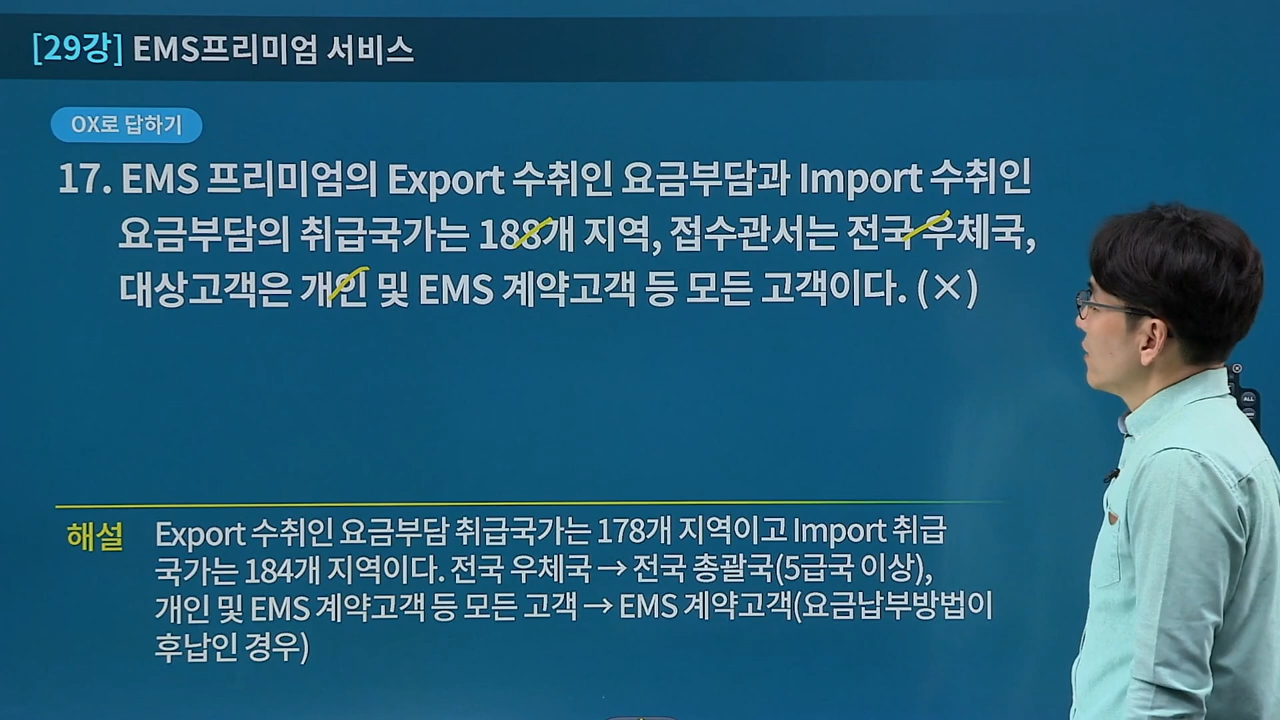 [29강] EMS프리미엄 서비스
OX로 답하기
17. EMS 프리미엄의 Export 수취인 요금부담과 Import 수취인
요금부담의 취급국가는 188개 지역, 접수관서는 전국 우체국,
대상고객은 개인 및 EMS 계약고객 등 모든 고객이다. (×)
해설 Export 수취인 요금부담 취급국가는 178개 지역이고 Import 취급
국가는 184개 지역이다. 전국 우체국 → 전국 총괄국(5급국 이상),
개인 및 EMS 계약고객 등 모든 고객 → EMS 계약고객(요금납부방법이
후납인 경우)
ALL